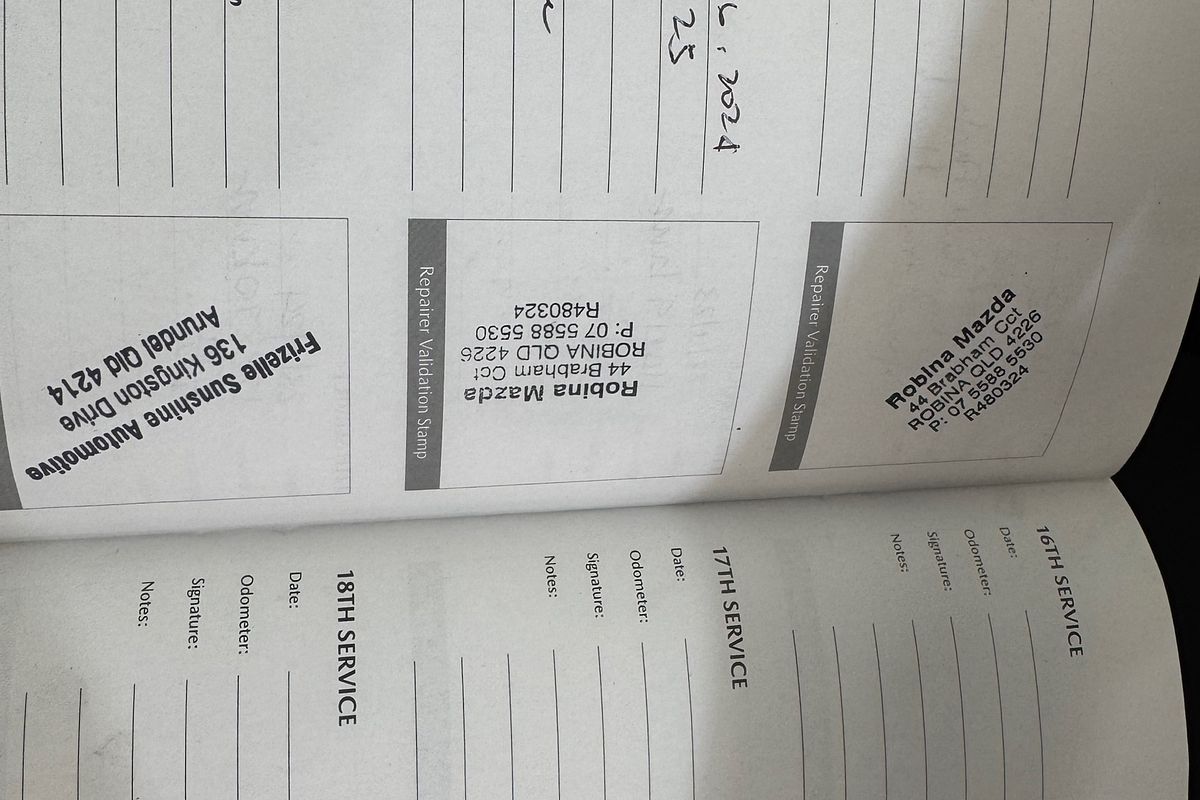 Robina Mazda
44 Brabham Cct
ROBINA QLD 4226
P: 07 5588 5530
R480324
Repairer Validation Stamp
2024
25
Robina Mazda
44 Brabham Cct
ROBINA QLD 4226
P: 07 5588 5530
R480324
Repairer Validation Stamp
Frizelle Sunshine Automotive
136 Kingston Drive
Arundel Qld 4214
16TH SERVICE
Date:
Odometer:
Signature:
Notes:
17TH SERVICE
Date:
Odometer:
Signature:
Notes:
18TH SERVICE
Date:
Odometer:
Signature:
Notes: